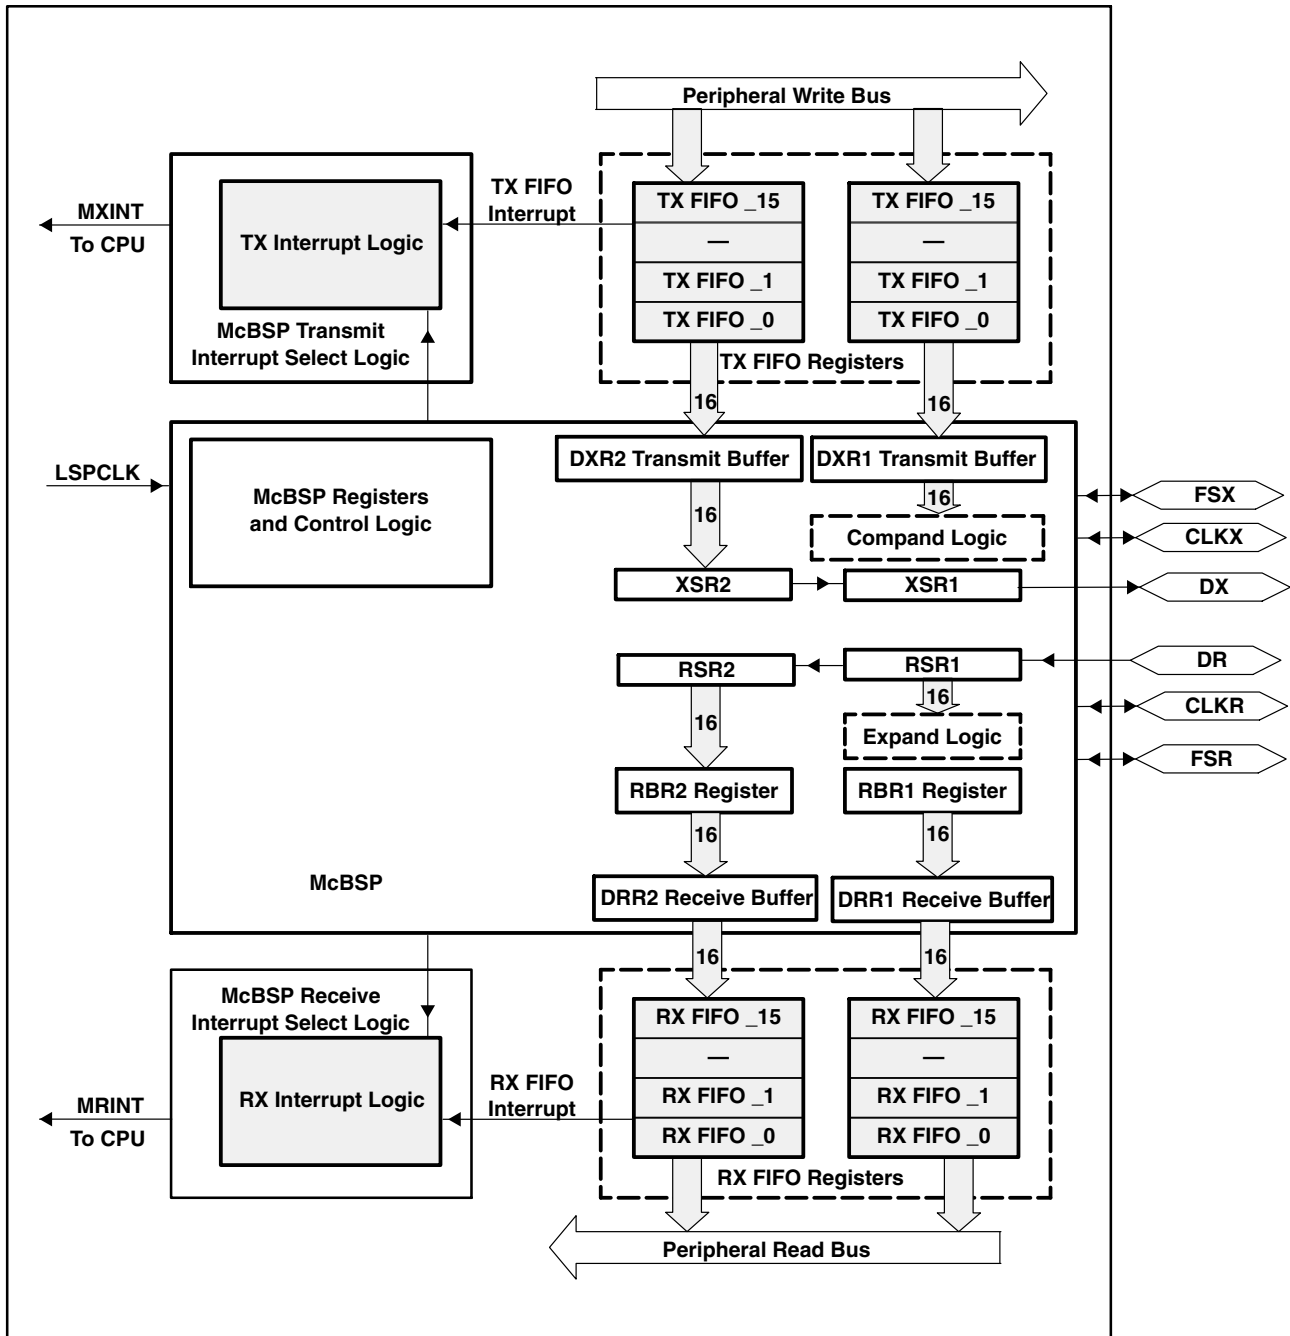 Peripheral Write Bus
TX FIFO
Interrupt
MXINT
To CPU
TX Interrupt Logic
McBSP Transmit
Interrupt Select Logic
TX FIFO _15
—
TX FIFO _1
TX FIFO _0
TX FIFO _15
—
TX FIFO _1
TX FIFO _0
TX FIFO Registers
16
16
LSPCLK
McBSP Registers
and Control Logic
DXR2 Transmit Buffer
DXR1 Transmit Buffer
16
16
Compand Logic
XSR2
XSR1
FSX
CLKX
DX
DR
CLKR
FSR
RSR2
RSR1
16
16
Expand Logic
RBR2 Register
RBR1 Register
16
16
McBSP
DRR2 Receive Buffer
DRR1 Receive Buffer
16
16
McBSP Receive
Interrupt Select Logic
RX Interrupt Logic
MRINT
To CPU
RX FIFO
Interrupt
RX FIFO _15
—
RX FIFO _1
RX FIFO _0
RX FIFO _15
—
RX FIFO _1
RX FIFO _0
RX FIFO Registers
Peripheral Read Bus